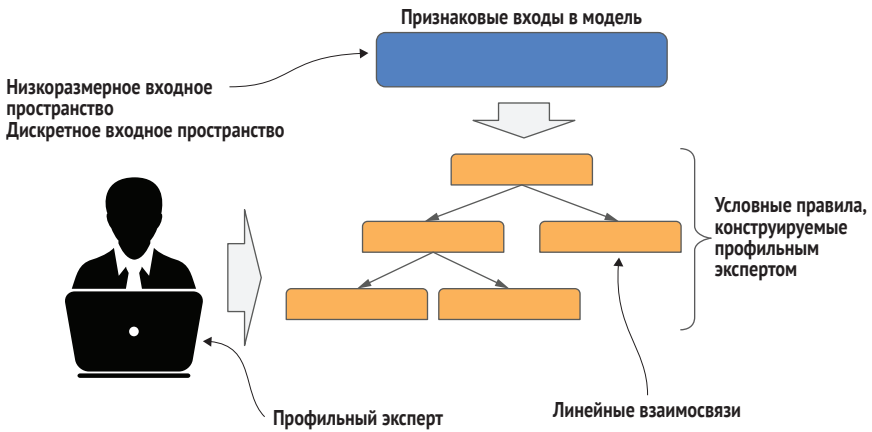 Признаковые входы в модель
Низкоразмерное входное
пространство
Дискретное входное пространство
Условные правила,
конструируемые
профильным
экспертом
Профильный эксперт
Линейные взаимосвязи